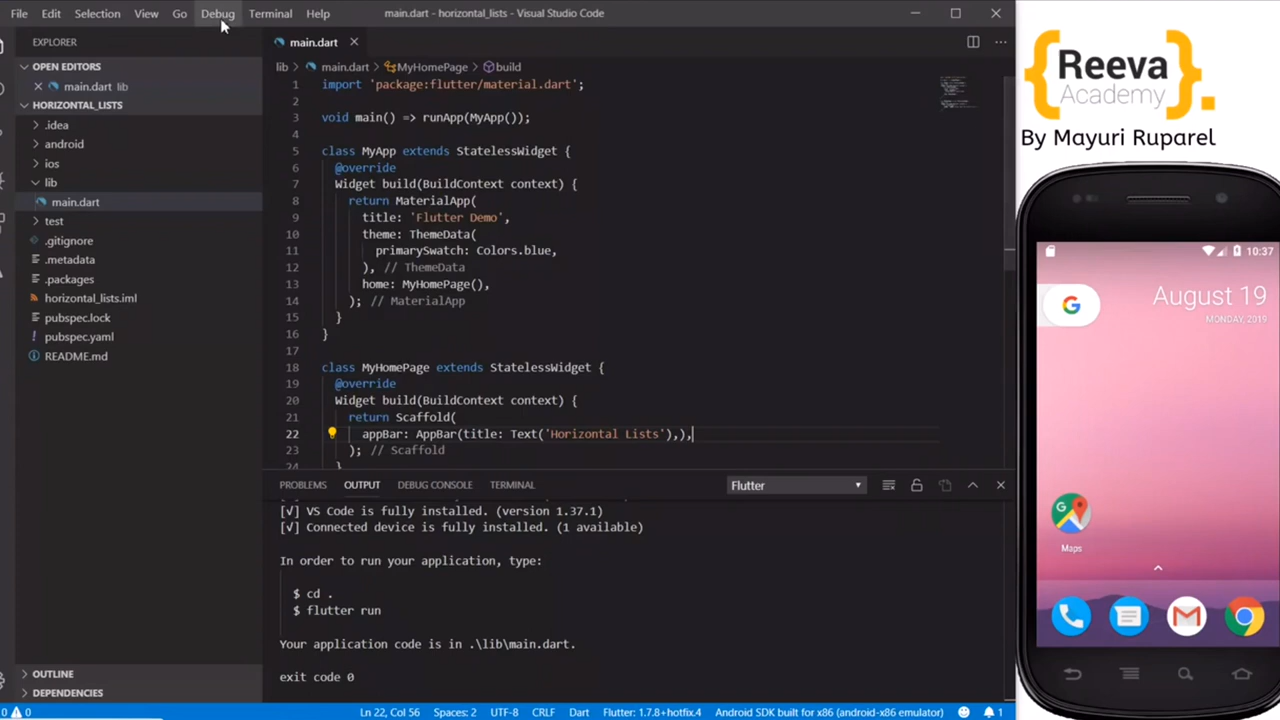 File Edit Selection View Go Debug Terminal Help
main.dart - horizontal_lists - Visual Studio Code
EXPLORER
OPEN EDITORS
main.dart lib
HORIZONTAL_LISTS
.idea
android
ios
lib
main.dart
test
.gitignore
.metadata
.packages
horizontal_lists.iml
pubspec.lock
! pubspec.yaml
README.md
OUTLINE
DEPENDENCIES
main.dart
lib > main.dart > MyHomePage > build
1 import 'package:flutter/material.dart';
2
3 void main() => runApp(MyApp());
4
5 class MyApp extends StatelessWidget {
6 @override
7 Widget build(BuildContext context) {
8 return MaterialApp(
9 title: 'Flutter Demo',
10 theme: ThemeData(
11 primarySwatch: Colors.blue,
12 ), // ThemeData
13 home: MyHomePage(),
14 ); // MaterialApp
15 }
16 }
17
18 class MyHomePage extends StatelessWidget {
19 @override
20 Widget build(BuildContext context) {
21 return Scaffold(
22 appBar: AppBar(title: Text('Horizontal Lists'),),
23 ); // Scaffold
24 }
PROBLEMS OUTPUT DEBUG CONSOLE TERMINAL
Flutter
[√] VS Code is fully installed. (version 1.37.1)
[√] Connected device is fully installed. (1 available)
In order to run your application, type:
$ cd .
$ flutter run
Your application code is in .\lib\main.dart.
exit code 0
0 0 Ln 22, Col 56 Spaces: 2 UTF-8 CRLF Dart Flutter: 1.7.8+hotfix.4 Android SDK built for x86 (android-x86 emulator) 1
{Reeva
Academy}.
By Mayuri Ruparel
10:37
G
August 19
MONDAY, 2019
Maps